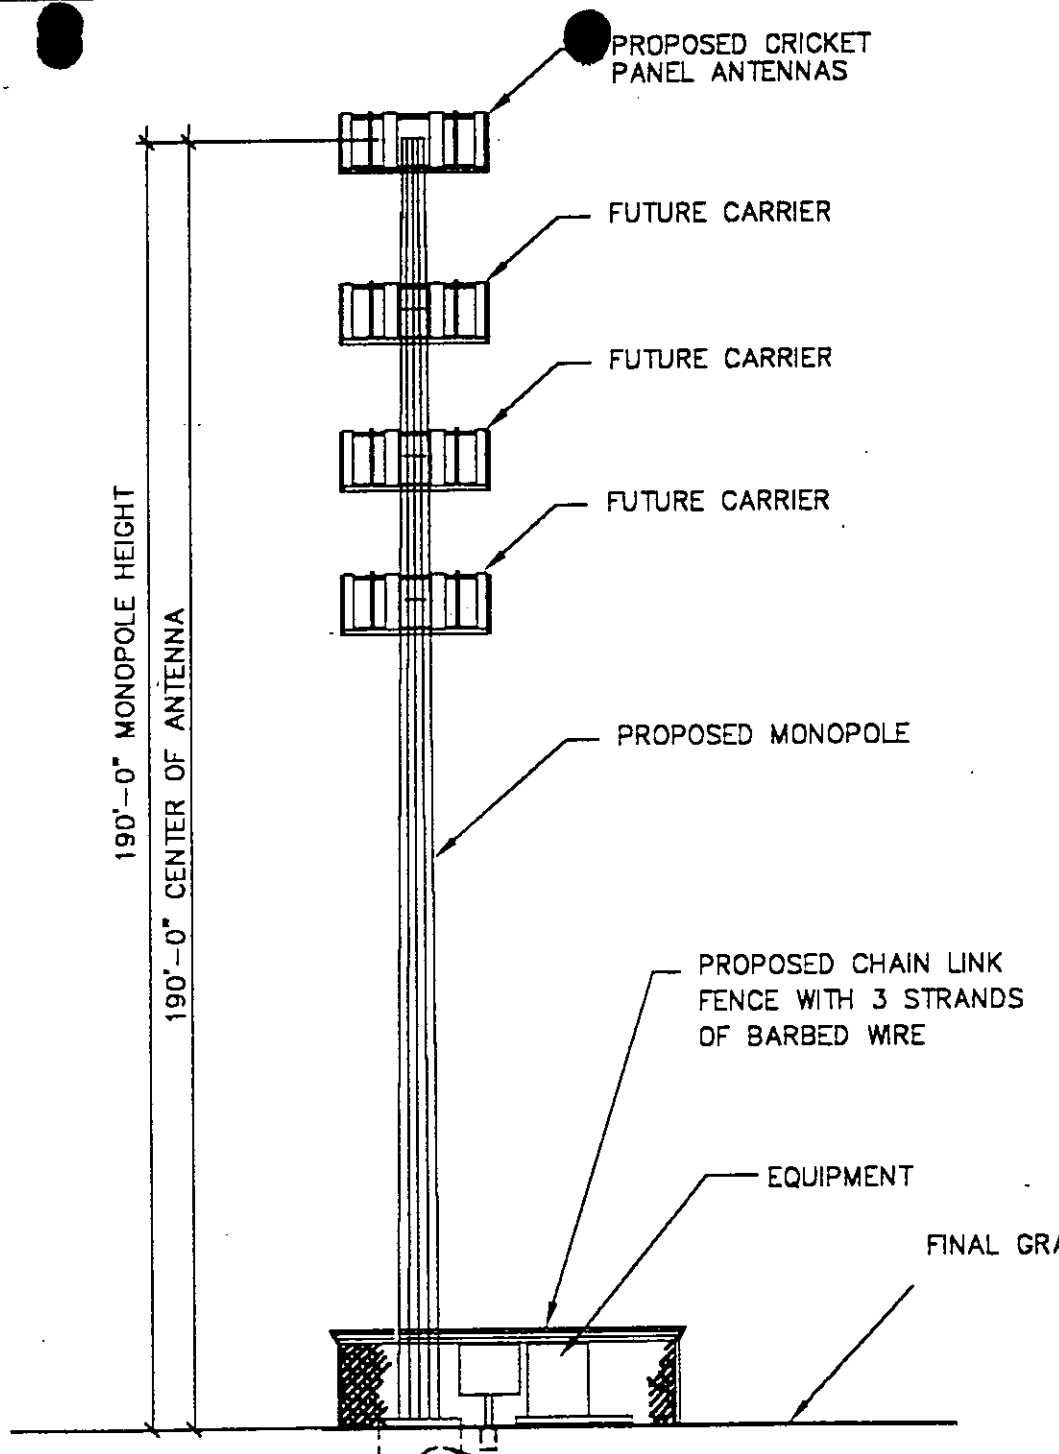 PROPOSED CRICKET
PANEL ANTENNAS
FUTURE CARRIER
FUTURE CARRIER
FUTURE CARRIER
190'-0" MONOPOLE HEIGHT
190'-0" CENTER OF ANTENNA
PROPOSED MONOPOLE
PROPOSED CHAIN LINK
FENCE WITH 3 STRANDS
OF BARBED WIRE
EQUIPMENT
FINAL GRA